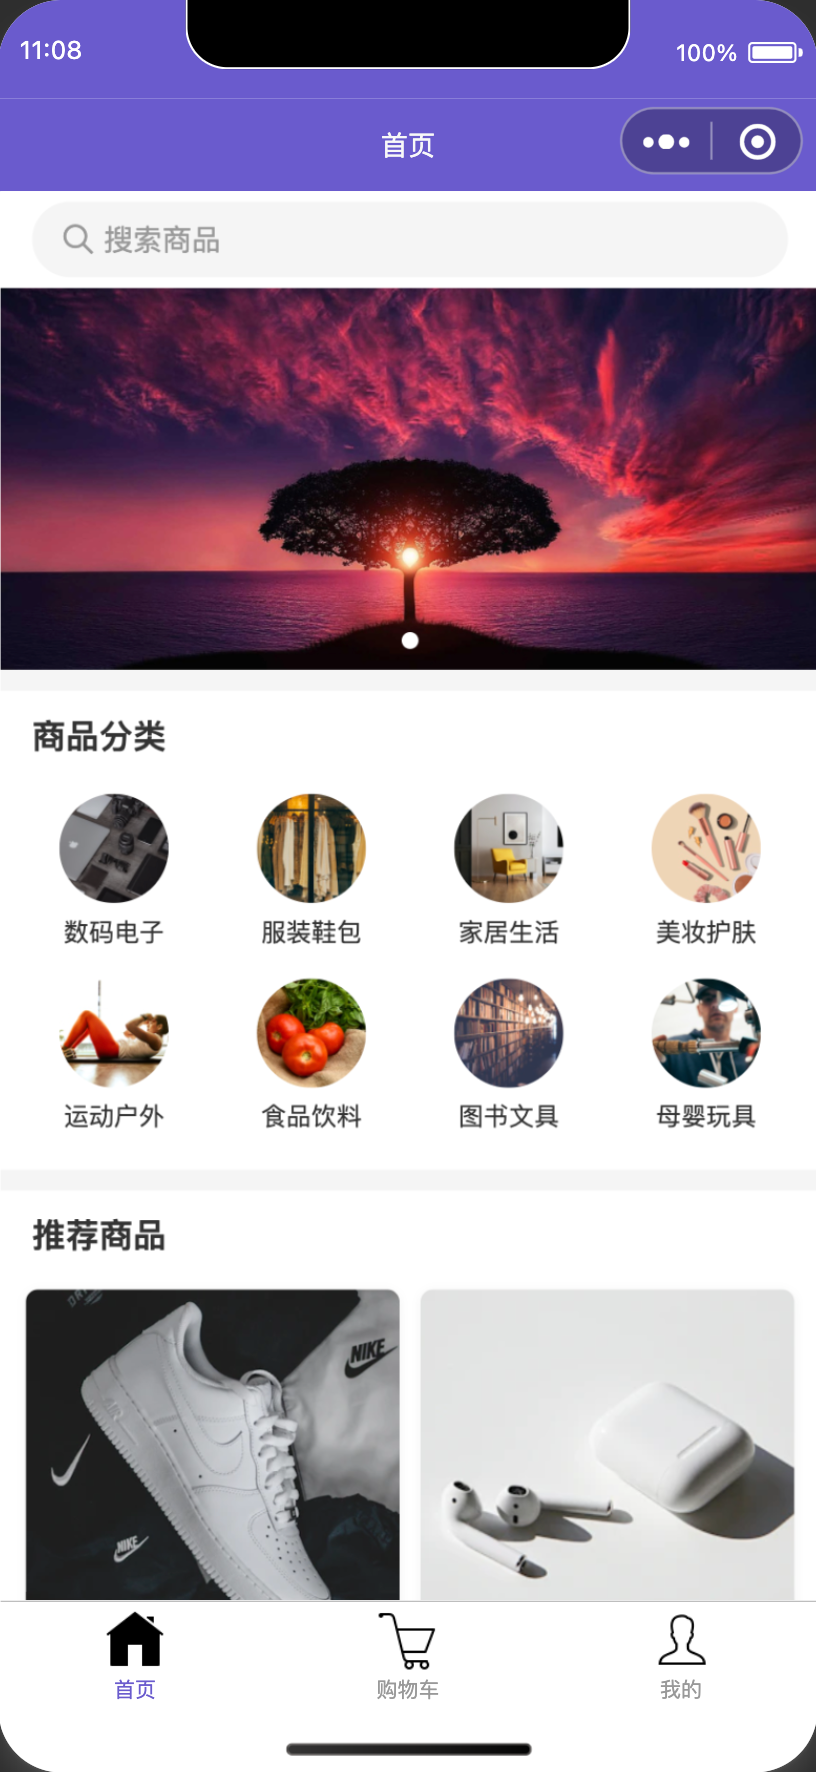 11:08
100%
首页
搜索商品
商品分类
数码电子 服装鞋包 家居生活 美妆护肤
运动户外 食品饮料 图书文具 母婴玩具
推荐商品
NIKE
AIR
NIKE
首页 购物车 我的